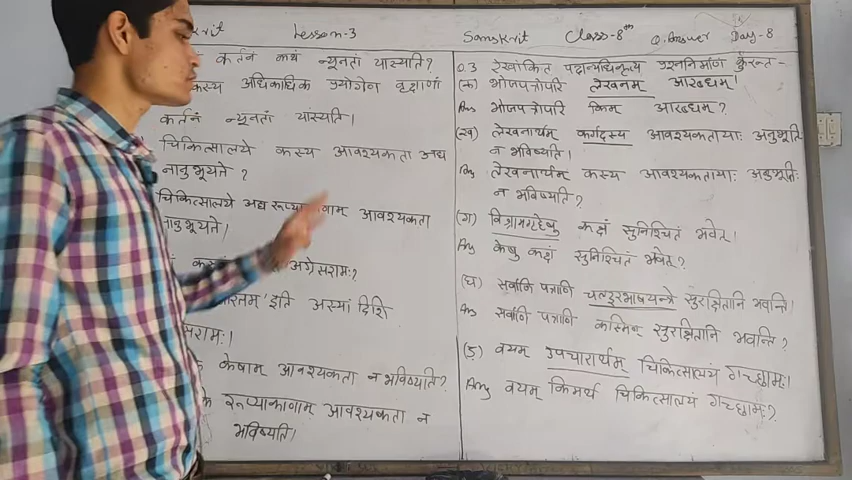 Lesson-3
Sanskrit Class-8th Q.Answer Day-8
कर्तनं कथं न्यूनतां यास्यति?
कस्य अधिकाधिक उपयोगेन वृक्षाणां
कर्तनं न्यूनतां यास्यति।
चिकित्सालये कस्य आवश्यकता अद्य
नानुभूयते?
चिकित्सालये अद्य आवश्यकता
नानुभूयते।
अग्रेसरामः?
इति अस्यां दिशि
केषाम् आवश्यकता न भविष्यति?
रूप्याकाणाम् आवश्यकता न
भविष्यति।
Q.3 रेखांकित पदान्यधिकृत्य प्रश्ननिर्माणं कुरुत-
(क) भोजपत्रोपरि लेखनम् आरब्धम्।
Ans भोजपत्रोपरि किम् आरब्धम्?
(ख) लेखनार्थम् कर्गदस्य आवश्यकतायाः अनुभूतिः
न भविष्यति।
Ans लेखनार्थम् कस्य आवश्यकतायाः अनुभूतिः
न भविष्यति?
(ग) विश्रामगृहेषु कक्षं सुनिश्चितं भवेत्।
Ans केषु कक्षं सुनिश्चितं भवेत्?
(घ) सर्वाणि पत्राणि चलदूरभाषयन्त्रे सुरक्षितानि भवन्ति।
Ans सर्वाणि पत्राणि कस्मिन् सुरक्षितानि भवन्ति?
(ङ) वयम् उपचारार्थम् चिकित्सालयं गच्छामः।
Ans वयम् किमर्थं चिकित्सालयं गच्छामः?